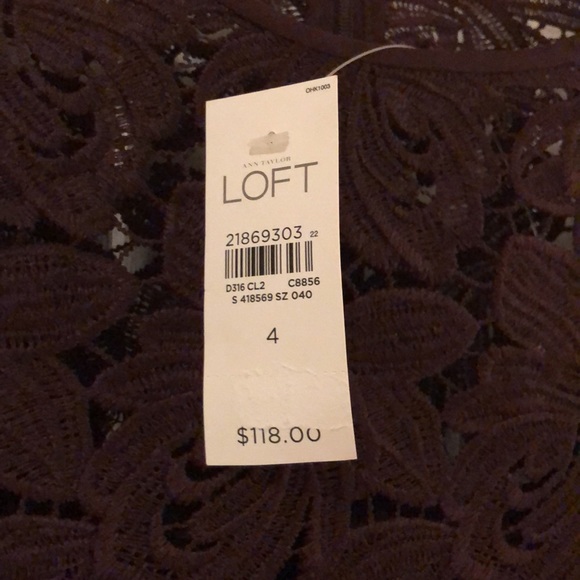 OHK1003
ANN TAYLOR
LOFT
21869303 22
D316 CL2 C8856
S 418569 SZ 040
4
$118.00